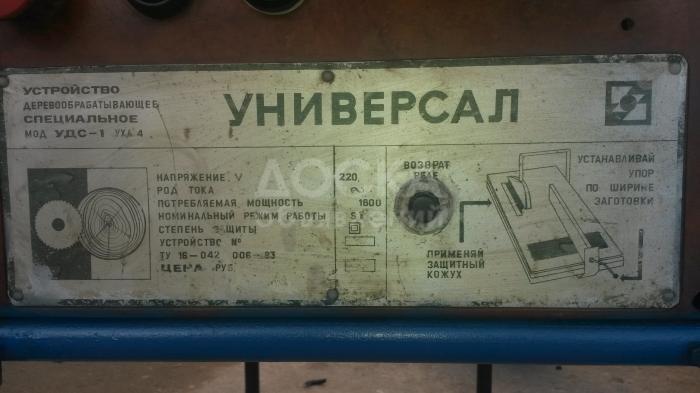 УСТРОЙСТВО
ДЕРЕВООБРАБАТЫВАЮЩЕЕ
СПЕЦИАЛЬНОЕ
МОД УДС-1 УХЛ 4
УНИВЕРСАЛ
НАПРЯЖЕНИЕ, V 220,
РОД ТОКА ~
ПОТРЕБЛЯЕМАЯ МОЩНОСТЬ 1600
НОМИНАЛЬНЫЙ РЕЖИМ РАБОТЫ S1
СТЕПЕНЬ ЗАЩИТЫ
УСТРОЙСТВО №
ТУ 16-042 006-83
ЦЕНА РУБ
ВОЗВРАТ
РЕЛЕ
ПРИМЕНЯЙ
ЗАЩИТНЫЙ
КОЖУХ
УСТАНАВЛИВАЙ
УПОР
ПО ШИРИНЕ
ЗАГОТОВКИ